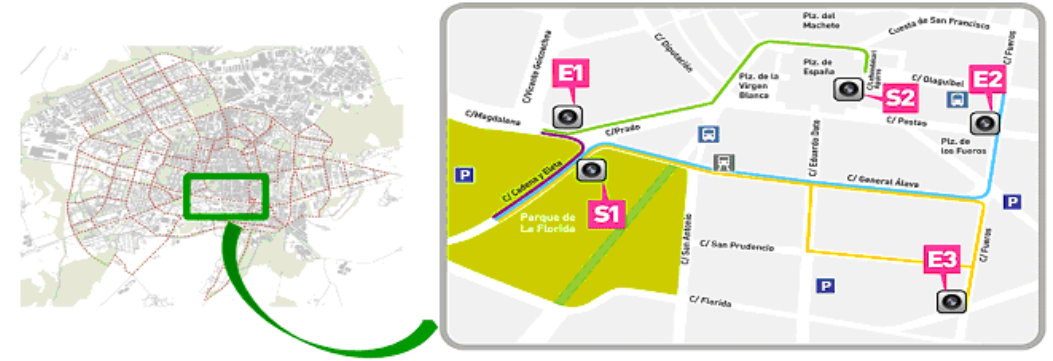 Plz. del
Machete
Cuesta de San Francisco
C/ Fueros
C/Vicente Goicoechea
C/ Diputación
E1
Plz. de
España
Plz. de la
Virgen
Blanca
C/ Olaguibel
E2
S2
C/Magdalena
C/Prado
C/ Postas
Plz. de
los Fueros
C/ Eduardo Dato
P
C/ Cadena y Eleta
C/ General Álava
P
S1
Parque de
La Florida
C/ San Antonio
C/ San Prudencio
C/ Fueros
E3
P
C/ Florida